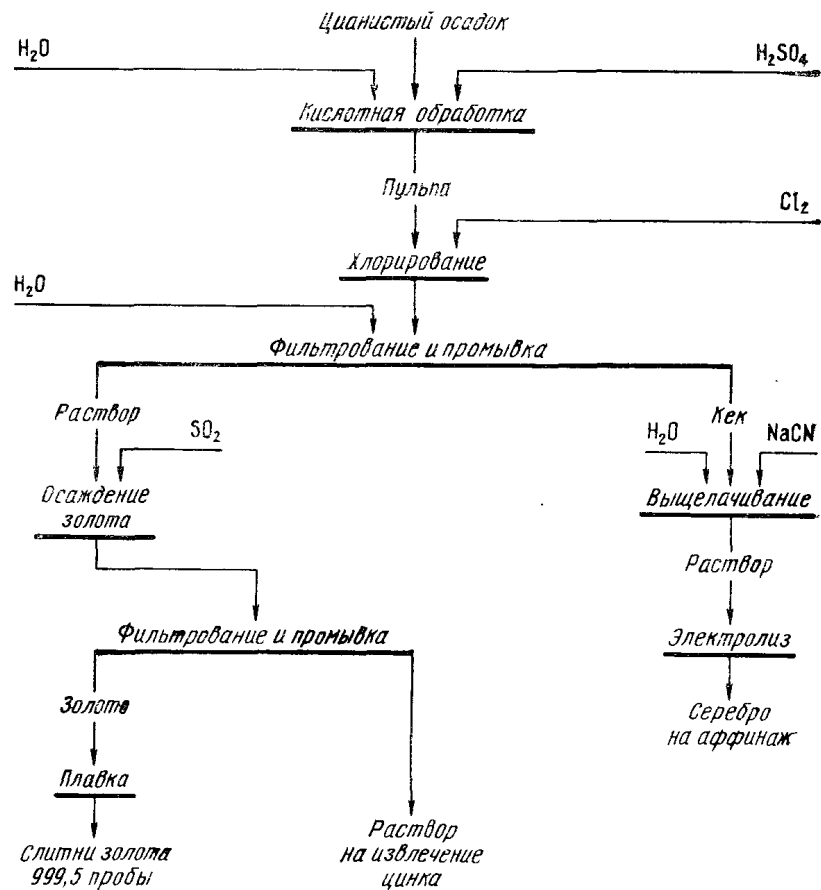 Цианистый осадок
H₂O
H₂SO₄
Кислотная обработка
Пульпа
Cl₂
Хлорирование
H₂O
Фильтрование и промывка
Раствор
SO₂
Кек
H₂O
NaCN
Осаждение
золота
Выщелачивание
Раствор
Фильтрование и промывка
Электролиз
Золото
Серебро
на аффинаж
Плавка
Слитни золота
999,5 пробы
Раствор
на извлечение
цинка